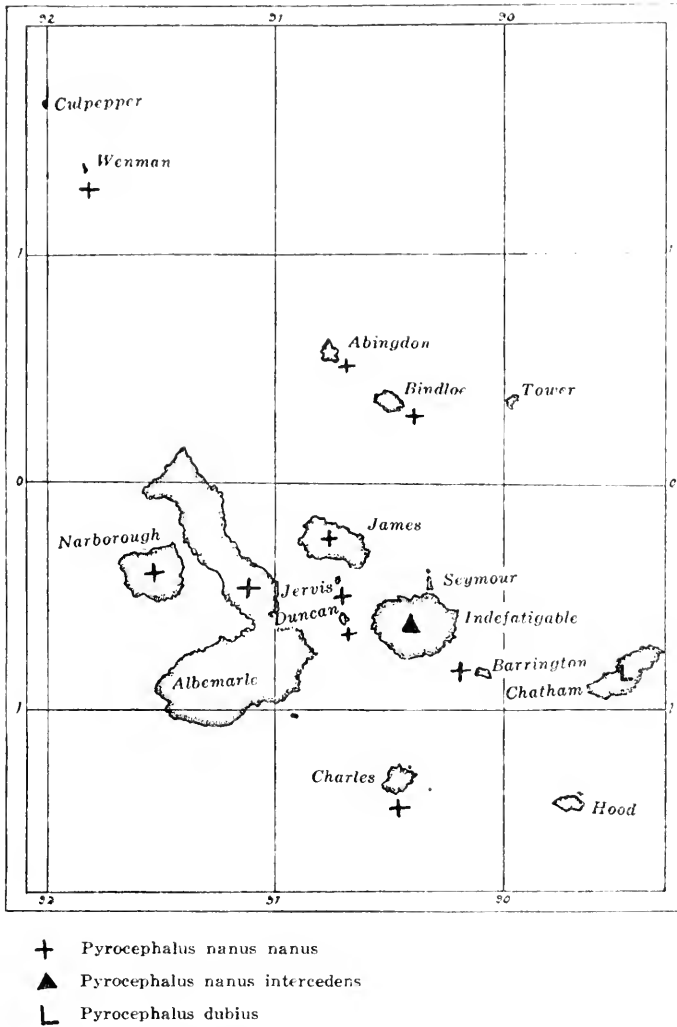 92 91 90
Culpepper
Wenman
1 1
Abingdon
Bindloe
Tower
0 0
James
Narborough
Seymour
Jervis
Duncan
Indefatigable
Barrington
Albemarle
Chatham
1 1
Charles
Hood
92 91 90
Pyrocephalus nanus nanus
Pyrocephalus nanus intercedens
Pyrocephalus dubius